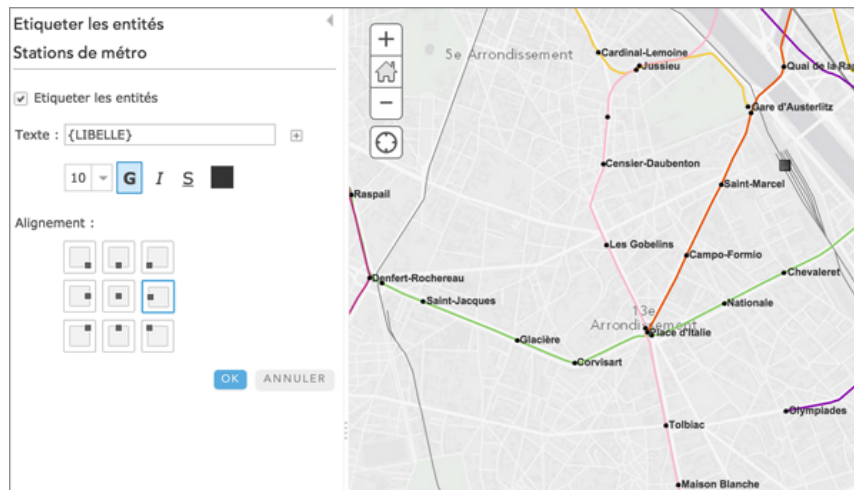 Etiqueter les entités
Stations de métro
Etiqueter les entités
Texte : {LIBELLE}
10 G I S
Alignement :
OK ANNULER
5e Arrondissement
Cardinal-Lemoine
Jussieu
Quai de la Rap
Gare d'Austerlitz
Censier-Daubenton
Saint-Marcel
Raspail
Les Gobelins
Campo-Formio
Denfert-Rochereau
Chevaleret
Saint-Jacques
Nationale
13e
Arrondissement
Place d'Italie
Glacière
Corvisart
Olympiades
Tolbiac
Maison Blanche